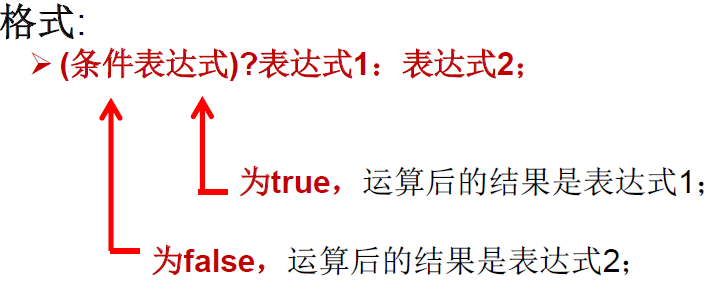 格式:
➢ (条件表达式)?表达式1：表达式2；
为true，运算后的结果是表达式1；
为false，运算后的结果是表达式2；